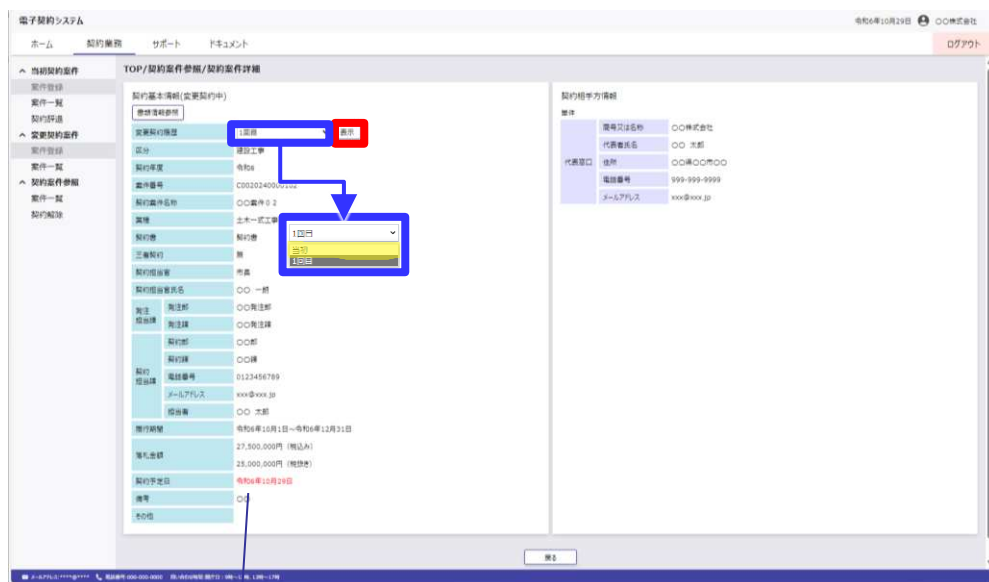 電子契約システム
令和6年10月29日 〇〇株式会社
ホーム 契約業務 サポート ドキュメント ログアウト
当初契約案件
案件登録
案件一覧
契約辞退
変更契約案件
案件登録
案件一覧
契約案件参照
案件一覧
契約解除
TOP/契約案件参照/契約案件詳細
契約基本情報(変更契約中)
変更契約履歴 1回目 表示
区分 建設工事
契約年度 令和6
案件番号 C0020240000102
契約案件名称 〇〇案件02
業種 土木一式工事
契約書 契約書
三者契約 無
契約担当官 市長
契約担当官氏名 〇〇 一郎
発注担当課 発注部 〇〇発注部
発注課 〇〇発注課
契約担当課 契約部 〇〇部
契約課 〇〇課
電話番号 0123456789
メールアドレス xxx@xxx.jp
担当者 〇〇 太郎
履行期間 令和6年10月1日～令和6年12月31日
落札金額 27,500,000円 (税込み)
25,000,000円 (税抜き)
契約予定日 令和6年10月29日
備考 〇〇
その他
1回目
当初
1回目
契約相手方情報
単体
代表窓口 商号又は名称 〇〇株式会社
代表者氏名 〇〇 太郎
住所 〇〇県〇〇市〇〇
電話番号 999-999-9999
メールアドレス xxx@xxx.jp
戻る
メールアドレス:****@**** 電話番号:000-000-0000